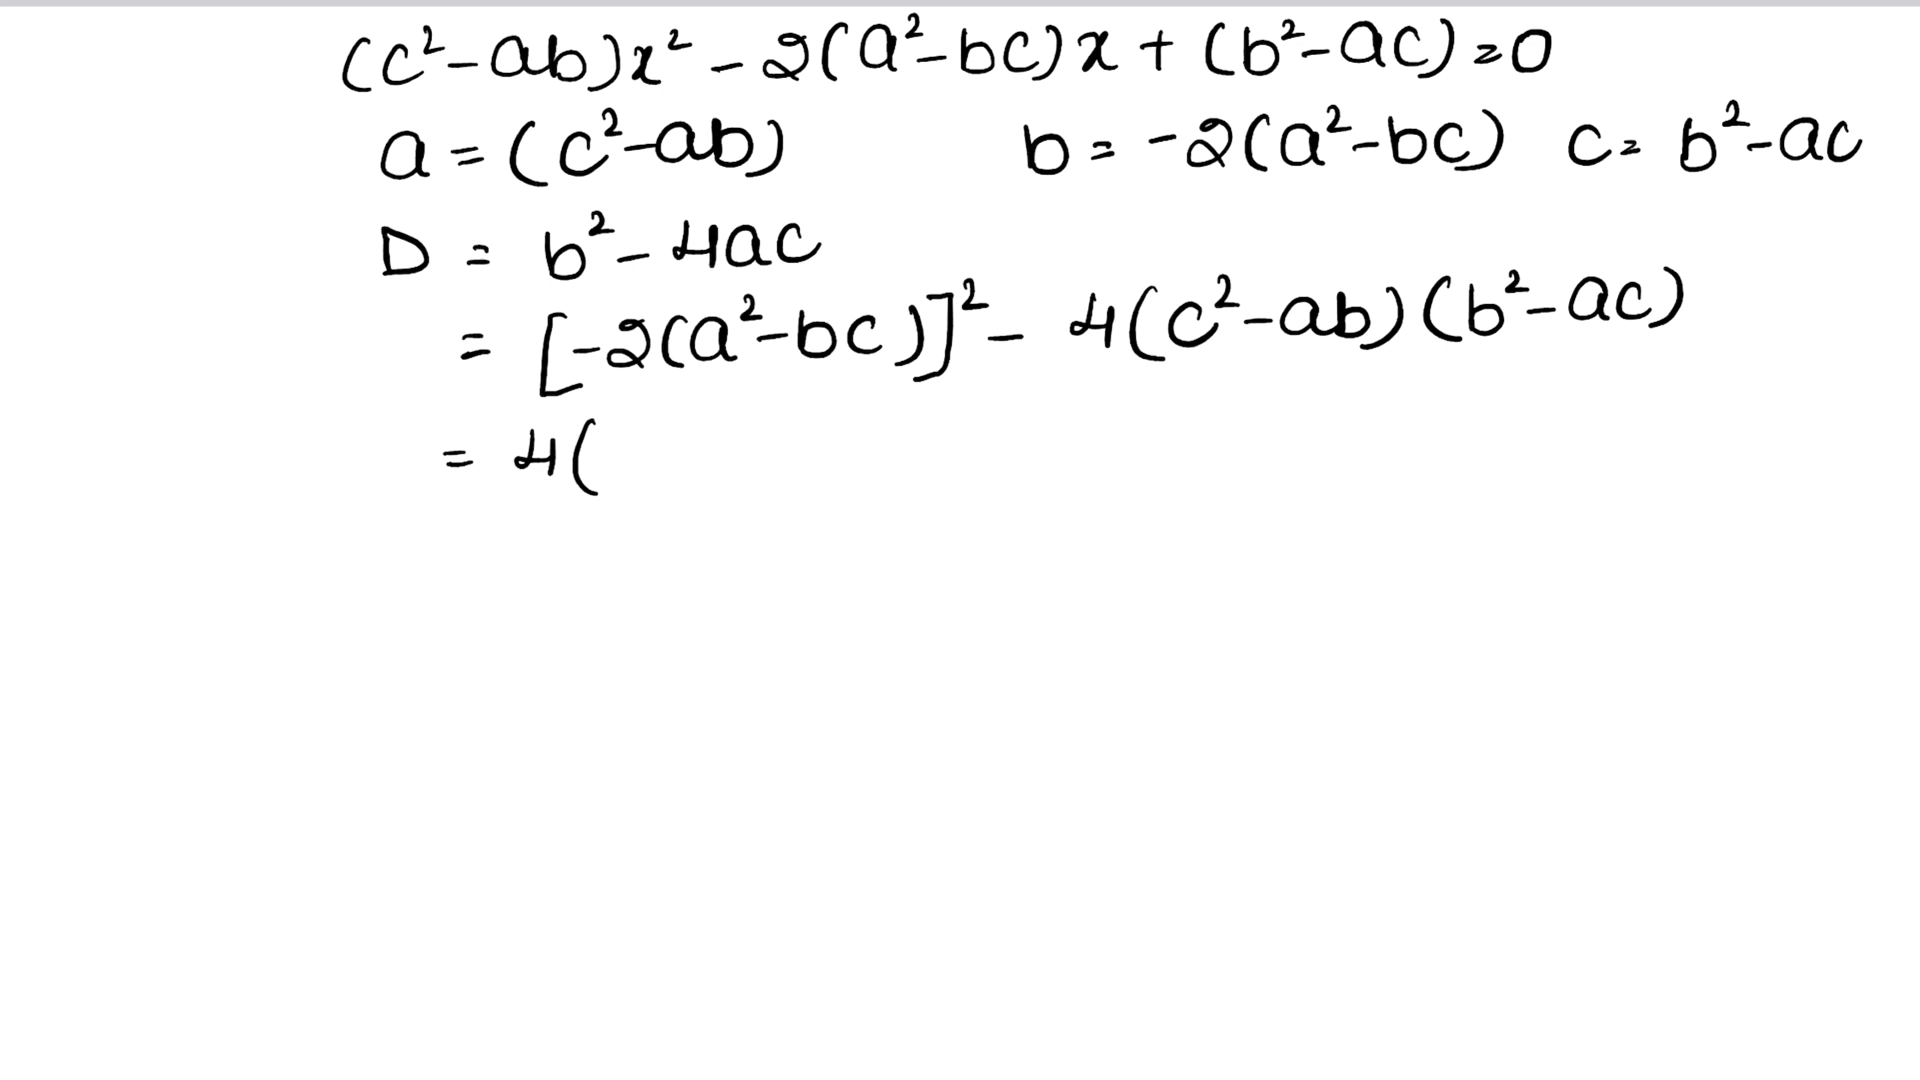 (c²-ab)x² - 2(a²-bc)x + (b²-ac)=0
a = (c²-ab) b = -2(a²-bc) c = b²-ac
D = b² - 4ac
= [-2(a²-bc)]² - 4(c²-ab)(b²-ac)
= 4(